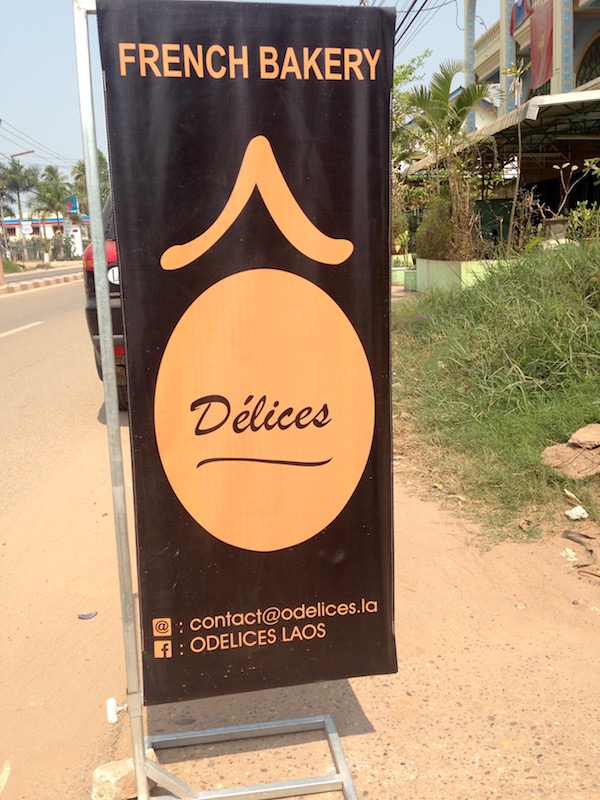 FRENCH BAKERY
Ô
Délices
@ : contact@odelices.la
f : ODELICES LAOS